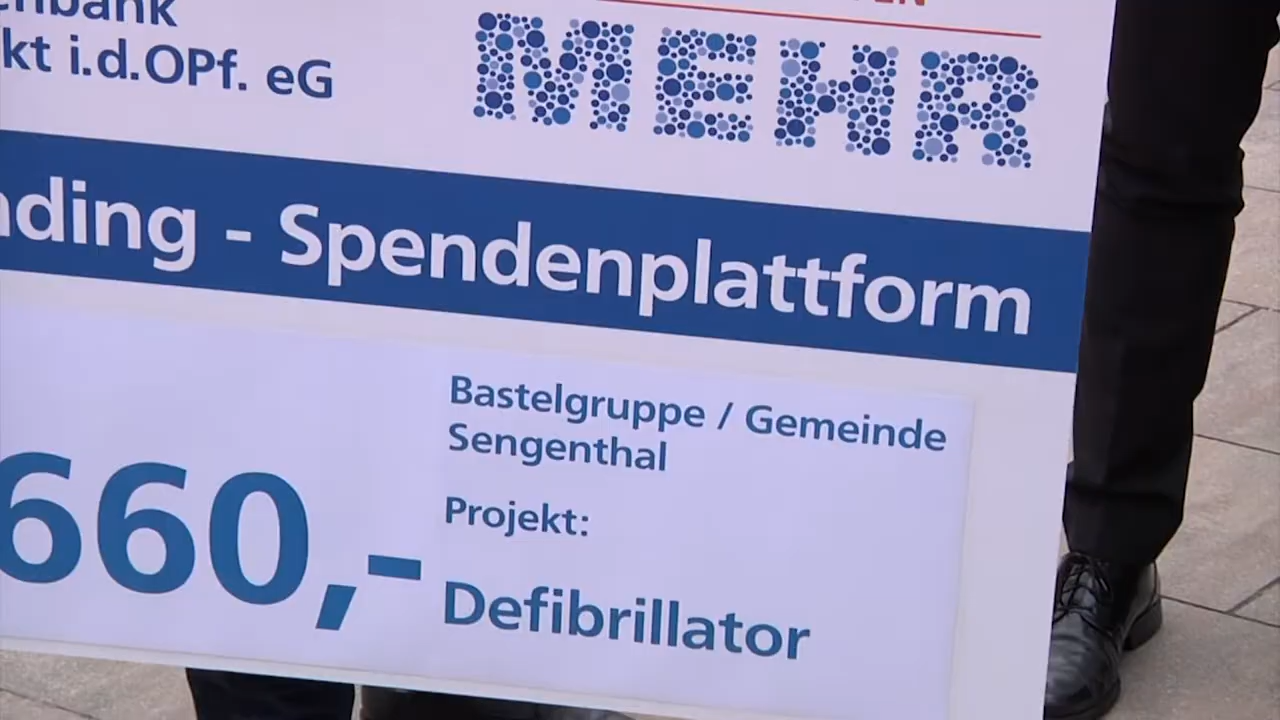 kt i.d.OPf. eG
MEHR
nding - Spendenplattform
Bastelgruppe / Gemeinde
Sengenthal
Projekt:
660,-
Defibrillator